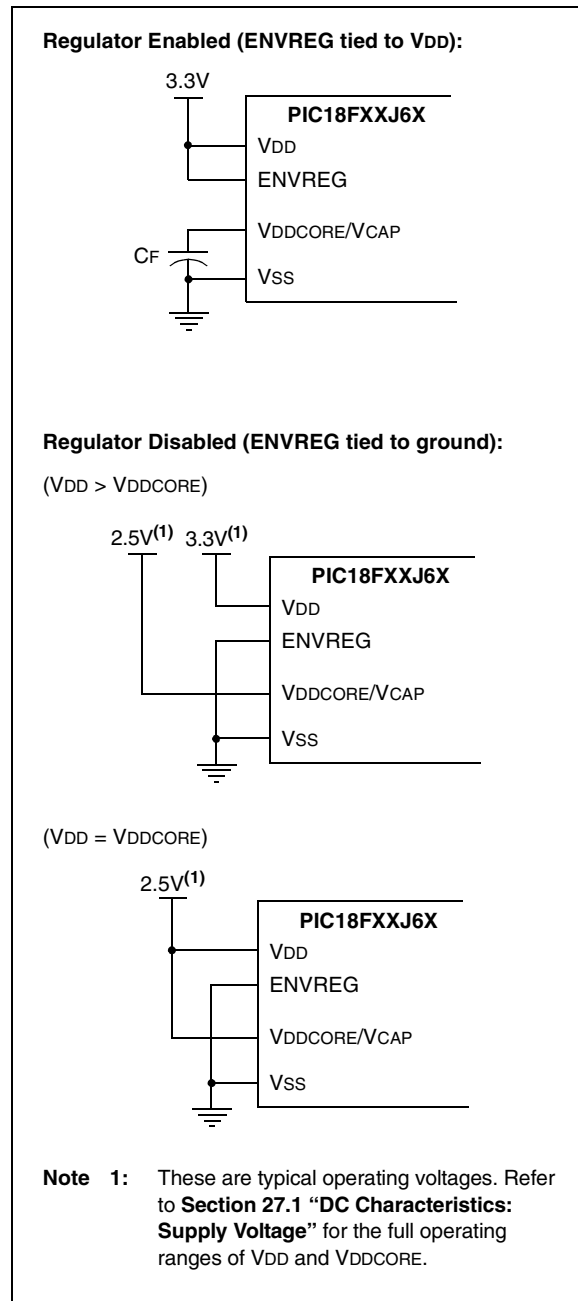 Regulator Enabled (ENVREG tied to VDD):
3.3V
PIC18FXXJ6X
VDD
ENVREG
VDDCORE/VCAP
CF
VSS
Regulator Disabled (ENVREG tied to ground):
(VDD > VDDCORE)
2.5V(1) 3.3V(1)
PIC18FXXJ6X
VDD
ENVREG
VDDCORE/VCAP
VSS
(VDD = VDDCORE)
2.5V(1)
PIC18FXXJ6X
VDD
ENVREG
VDDCORE/VCAP
VSS
Note 1: These are typical operating voltages. Refer
to Section 27.1 “DC Characteristics:
Supply Voltage” for the full operating
ranges of VDD and VDDCORE.